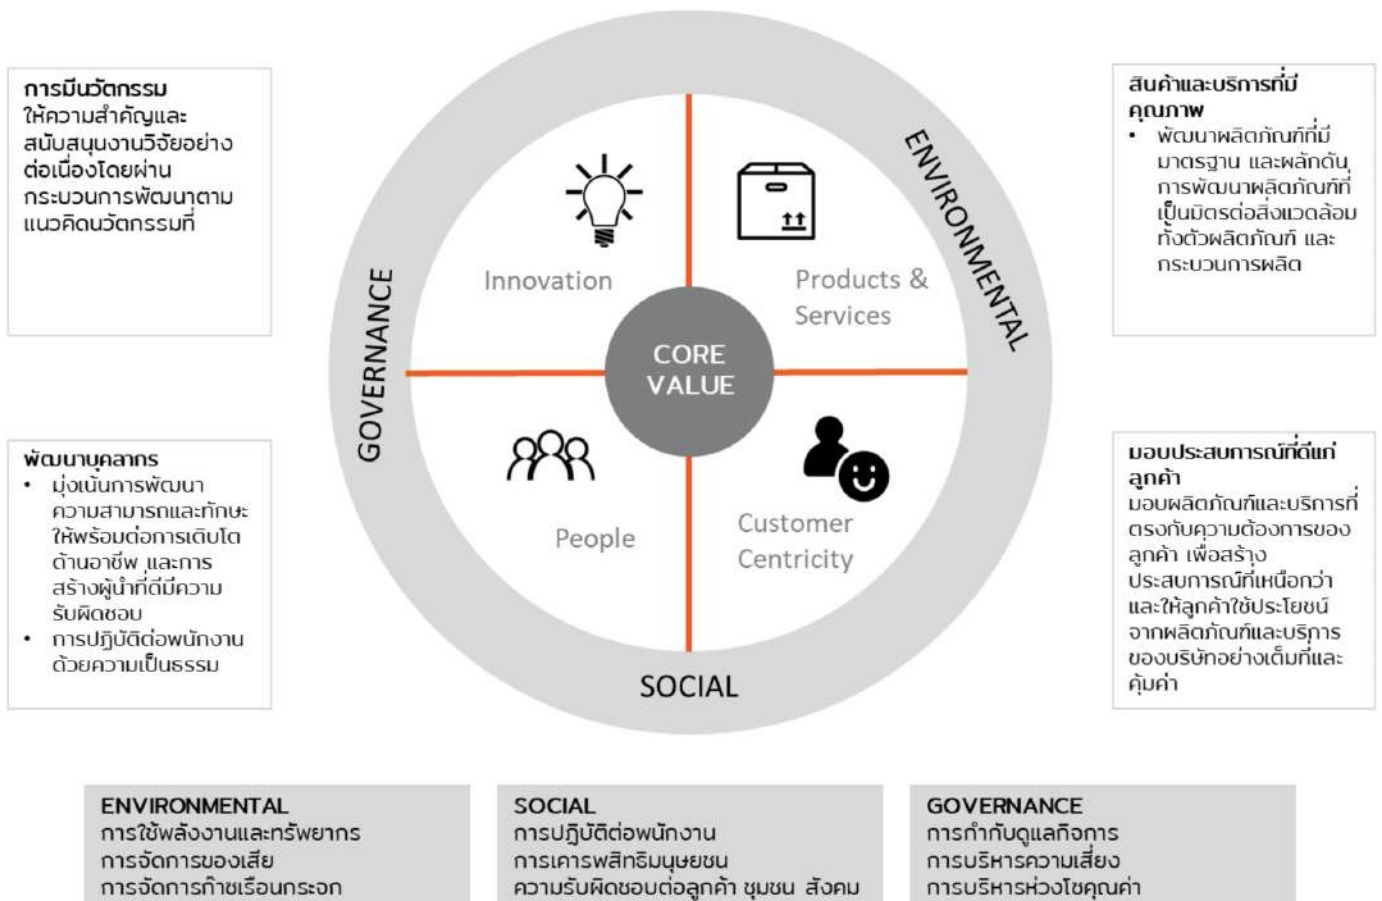 การมีนวัตกรรม
ให้ความสำคัญและ
สนับสนุนงานวิจัยอย่าง
ต่อเนื่องโดยผ่าน
กระบวนการพัฒนาตาม
แนวคิดนวัตกรรมที่
พัฒนาบุคลากร
• มุ่งเน้นการพัฒนา
ความสามารถและทักษะ
ให้พร้อมต่อการเติบโต
ด้านอาชีพ และการ
สร้างผู้นำที่ดีมีความ
รับผิดชอบ
• การปฏิบัติต่อพนักงาน
ด้วยความเป็นธรรม
GOVERNANCE
ENVIRONMENTAL
SOCIAL
Innovation
Products &
Services
CORE
VALUE
People
Customer
Centricity
สินค้าและบริการที่มี
คุณภาพ
• พัฒนาผลิตภัณฑ์ที่มี
มาตรฐาน และผลักดัน
การพัฒนาผลิตภัณฑ์ที่
เป็นมิตรต่อสิ่งแวดล้อม
ทั้งตัวผลิตภัณฑ์ และ
กระบวนการผลิต
มอบประสบการณ์ที่ดีแก่
ลูกค้า
มอบผลิตภัณฑ์และบริการที่
ตรงกับความต้องการของ
ลูกค้า เพื่อสร้าง
ประสบการณ์ที่เหนือกว่า
และให้ลูกค้าใช้ประโยชน์
จากผลิตภัณฑ์และบริการ
ของบริษัทอย่างเต็มที่และ
คุ้มค่า
ENVIRONMENTAL
การใช้พลังงานและทรัพยากร
การจัดการของเสีย
การจัดการก๊าซเรือนกระจก
SOCIAL
การปฏิบัติต่อพนักงาน
การเคารพสิทธิมนุษยชน
ความรับผิดชอบต่อลูกค้า ชุมชน สังคม
GOVERNANCE
การกำกับดูแลกิจการ
การบริหารความเสี่ยง
การบริหารห่วงโซ่คุณค่า